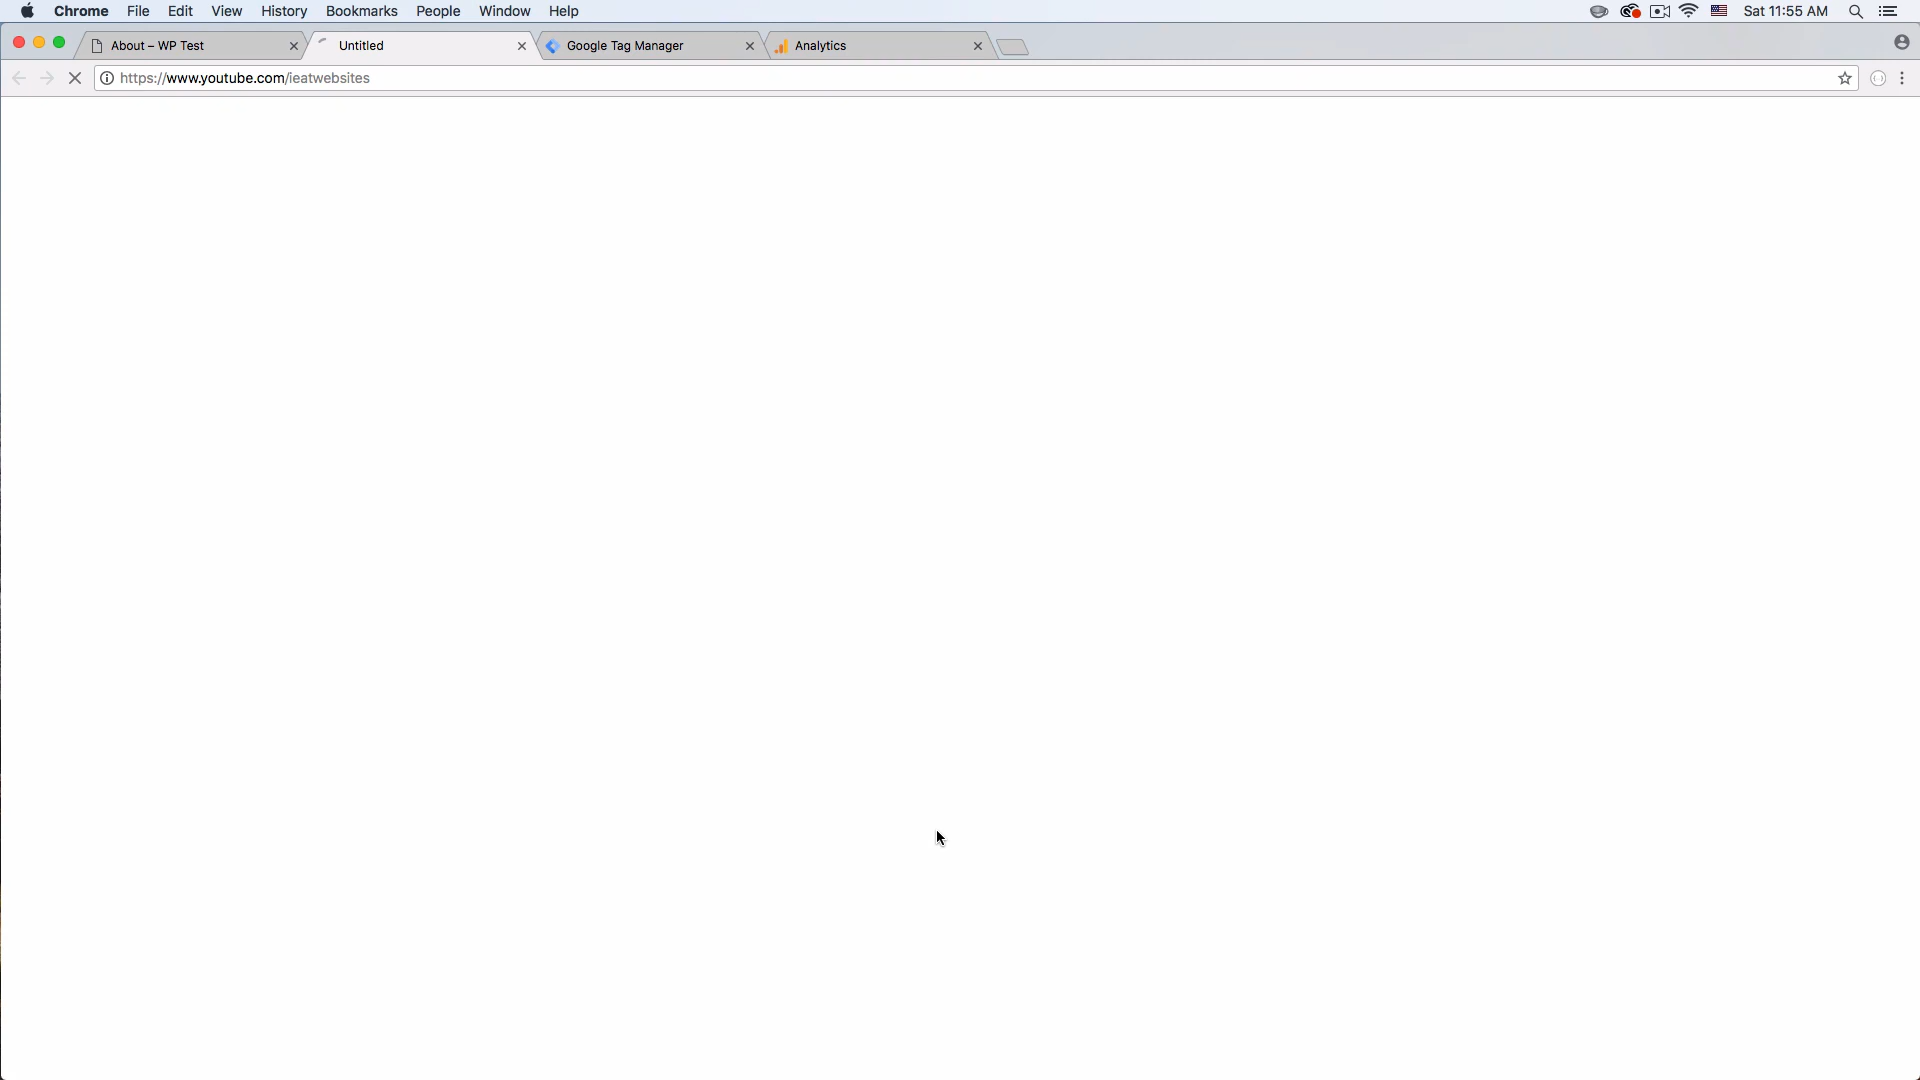 Chrome File Edit View History Bookmarks People Window Help Sat 11:55 AM
About – WP Test Untitled Google Tag Manager Analytics
https://www.youtube.com/ieatwebsites